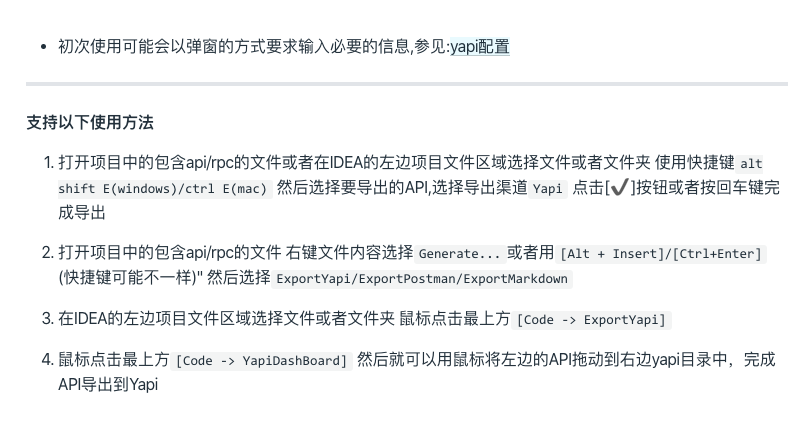 • 初次使用可能会以弹窗的方式要求输入必要的信息,参见:yapi配置
支持以下使用方法
1. 打开项目中的包含api/rpc的文件或者在IDEA的左边项目文件区域选择文件或者文件夹 使用快捷键 alt
shift E(windows)/ctrl E(mac) 然后选择要导出的API,选择导出渠道 Yapi 点击[✔]按钮或者按回车键完
成导出
2. 打开项目中的包含api/rpc的文件 右键文件内容选择 Generate... 或者用 [Alt + Insert]/[Ctrl+Enter]
(快捷键可能不一样)" 然后选择 ExportYapi/ExportPostman/ExportMarkdown
3. 在IDEA的左边项目文件区域选择文件或者文件夹 鼠标点击最上方 [Code -> ExportYapi]
4. 鼠标点击最上方 [Code -> YapiDashBoard] 然后就可以用鼠标将左边的API拖动到右边yapi目录中，完成
API导出到Yapi